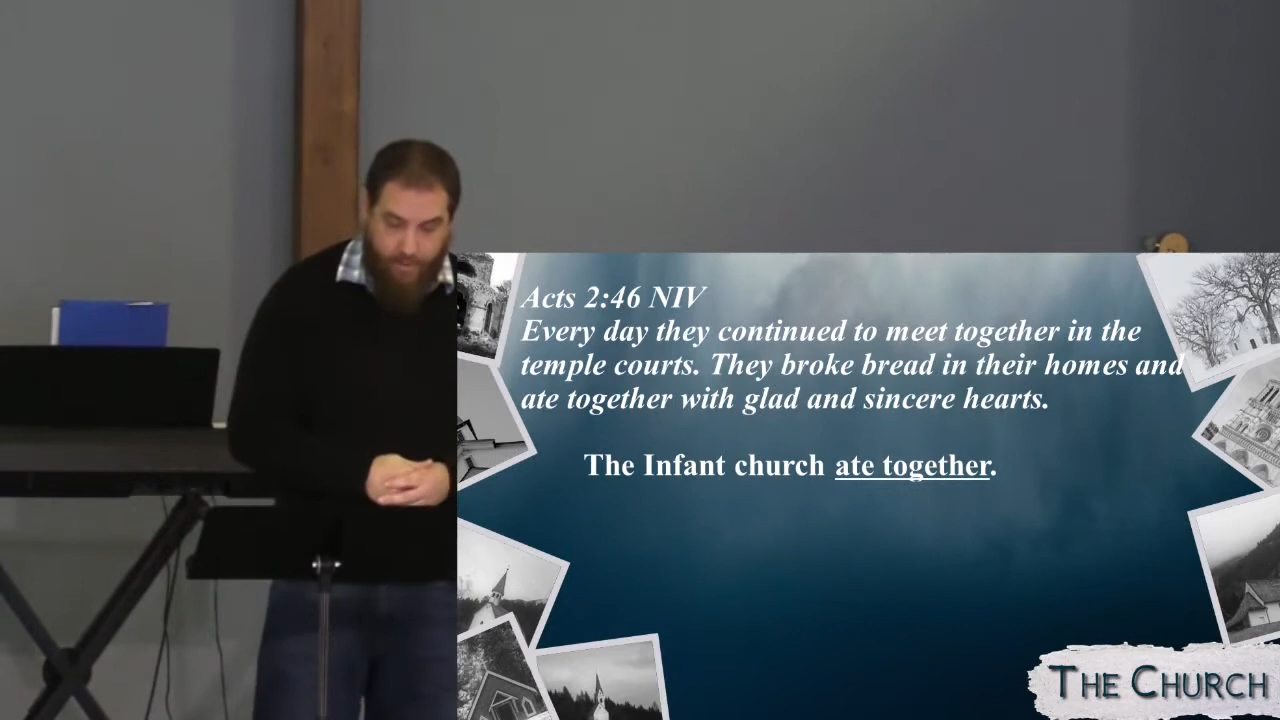 Acts 2:46 NIV
Every day they continued to meet together in the
temple courts. They broke bread in their homes and
ate together with glad and sincere hearts.
The Infant church ate together.
The Church